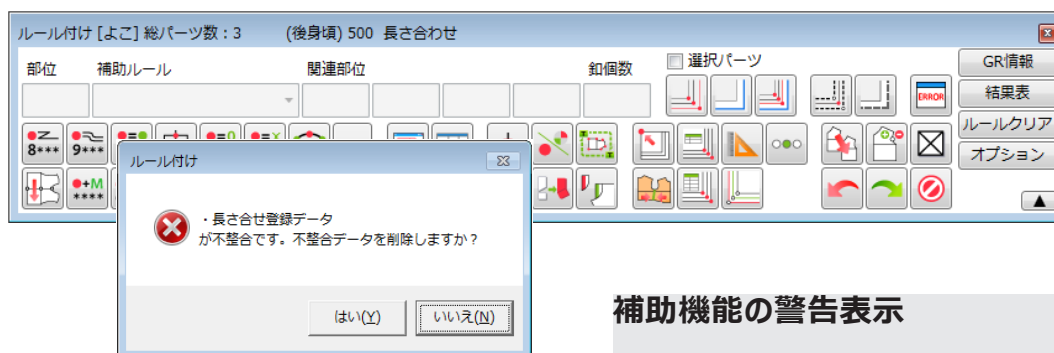 ルール付け [よこ] 総パーツ数：3 (後身頃) 500 長さ合わせ
部位 補助ルール 関連部位 釦個数 選択パーツ
GR情報
結果表
ルールクリア
オプション
ERROR
8*** 9***
+M
****
ルール付け
・長さ合せ登録データ
が不整合です。不整合データを削除しますか？
はい(Y) いいえ(N)
補助機能の警告表示